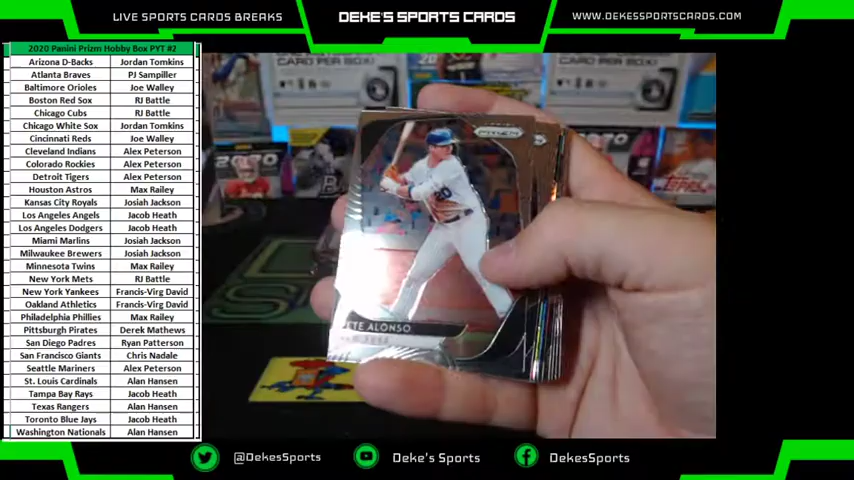 LIVE SPORTS CARDS BREAKS
DEKE'S SPORTS CARDS
WWW.DEKESSPORTCARDS.COM
2020 Panini Prizm Hobby Box PYT #2
Arizona D-Backs Jordan Tomkins
Atlanta Braves PJ Sampiller
Baltimore Orioles Joe Walley
Boston Red Sox RJ Battle
Chicago Cubs RJ Battle
Chicago White Sox Jordan Tomkins
Cincinnati Reds Joe Walley
Cleveland Indians Alex Peterson
Colorado Rockies Alex Peterson
Detroit Tigers Alex Peterson
Houston Astros Max Railey
Kansas City Royals Josiah Jackson
Los Angeles Angels Jacob Heath
Los Angeles Dodgers Jacob Heath
Miami Marlins Josiah Jackson
Milwaukee Brewers Josiah Jackson
Minnesota Twins Max Railey
New York Mets RJ Battle
New York Yankees Francis-Virg David
Oakland Athletics Francis-Virg David
Philadelphia Phillies Max Railey
Pittsburgh Pirates Derek Mathews
San Diego Padres Ryan Patterson
San Francisco Giants Chris Nadale
Seattle Mariners Alex Peterson
St. Louis Cardinals Alan Hansen
Tampa Bay Rays Jacob Heath
Texas Rangers Alan Hansen
Toronto Blue Jays Jacob Heath
Washington Nationals Alan Hansen
PRIZM
20
ETE ALONSO
2020
topps
@DekesSports
Deke's Sports
DekesSports